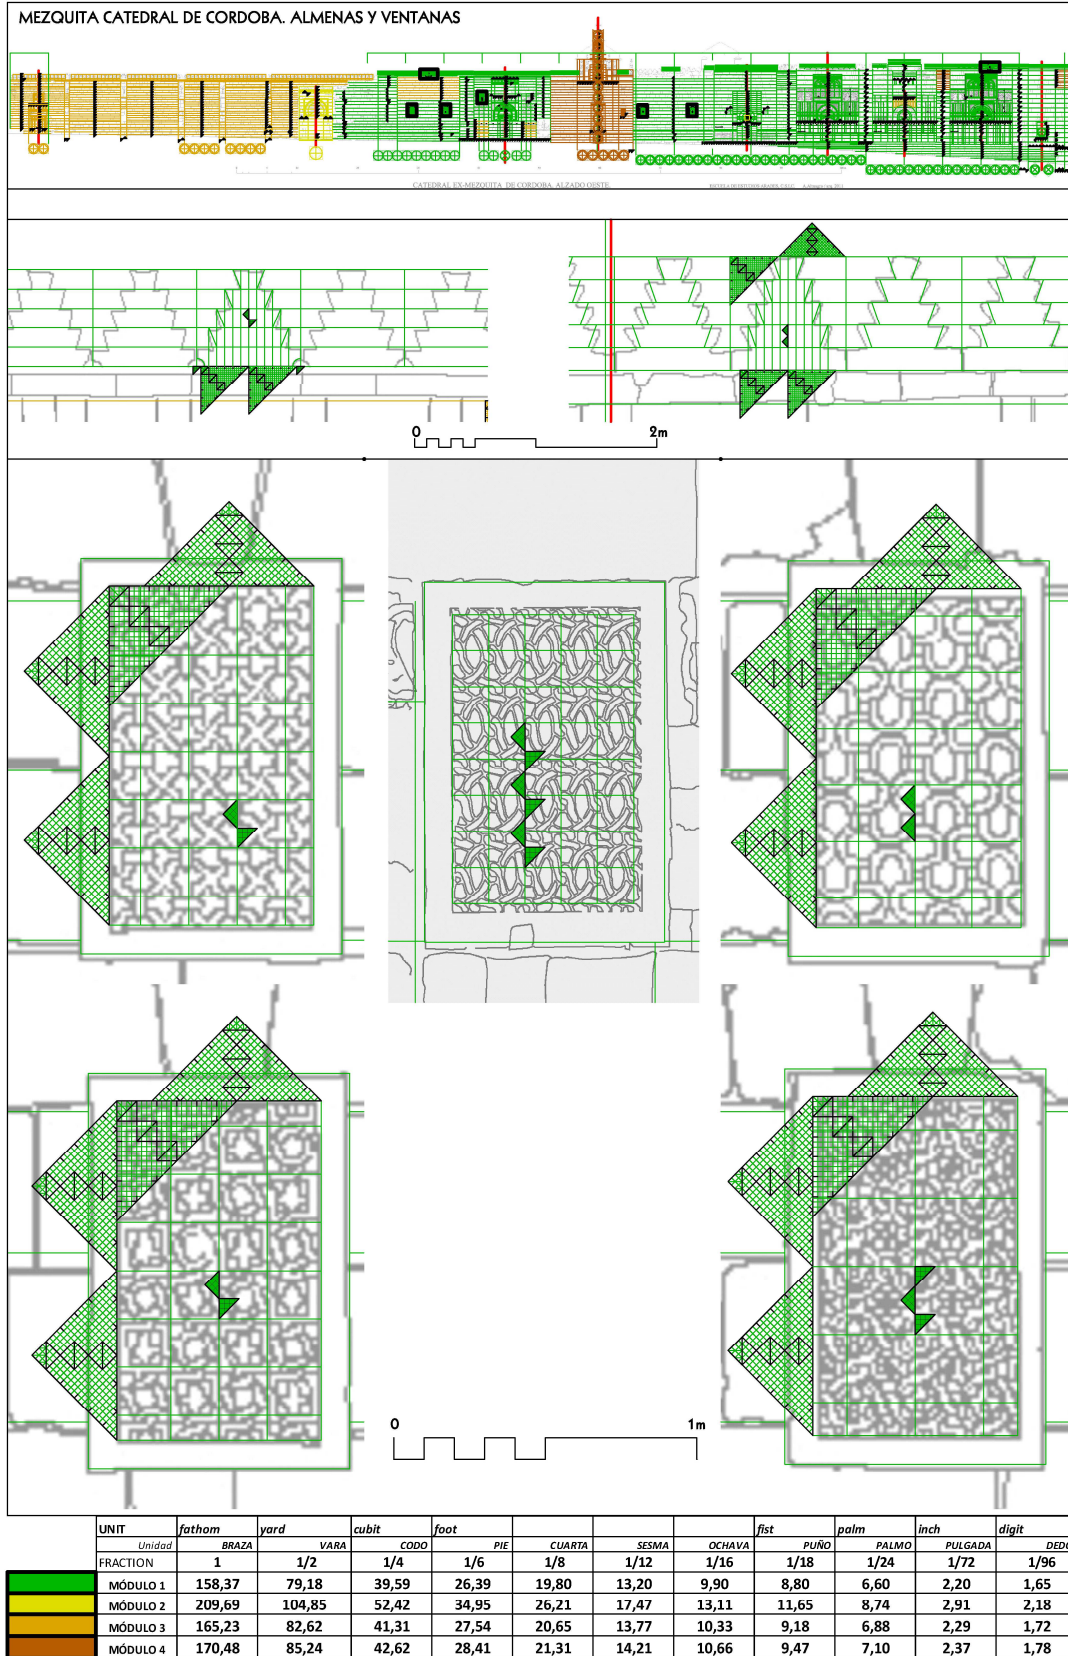 MEZQUITA CATEDRAL DE CORDOBA. ALMENAS Y VENTANAS
CATEDRAL EX-MEZQUITA DE CORDOBA. ALZADO OESTE.
0 2m
0 1m
UNIT fathom yard cubit foot fist palm inch digit
Unidad BRAZA VARA CODO PIE CUARTA SESMA OCHAVA PUÑO PALMO PULGADA DEDO
FRACTION 1 1/2 1/4 1/6 1/8 1/12 1/16 1/18 1/24 1/72 1/96
MÓDULO 1 158,37 79,18 39,59 26,39 19,80 13,20 9,90 8,80 6,60 2,20 1,65
MÓDULO 2 209,69 104,85 52,42 34,95 26,21 17,47 13,11 11,65 8,74 2,91 2,18
MÓDULO 3 165,23 82,62 41,31 27,54 20,65 13,77 10,33 9,18 6,88 2,29 1,72
MÓDULO 4 170,48 85,24 42,62 28,41 21,31 14,21 10,66 9,47 7,10 2,37 1,78